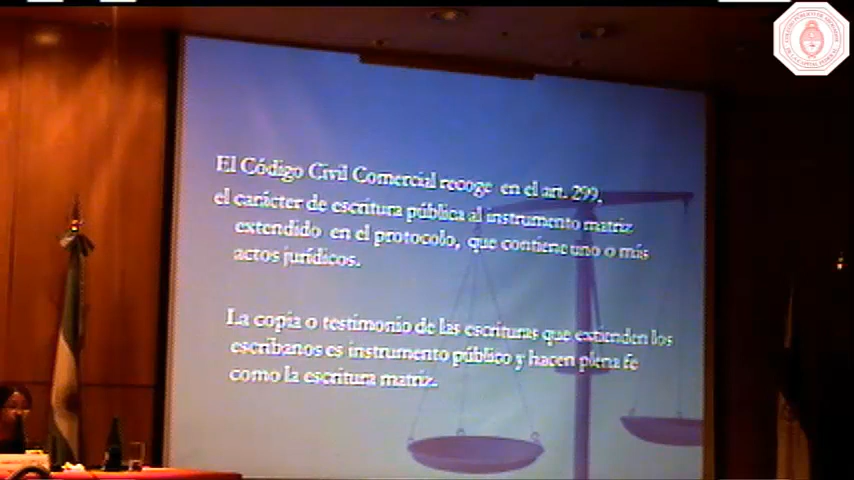 El Código Civil Comercial recoge en el art. 299,
el carácter de escritura pública al instrumento matriz
extendido en el protocolo, que contiene uno o más
actos jurídicos.
La copia o testimonio de las escrituras que extienden los
escribanos es instrumento público y hacen plena fe
como la escritura matriz.